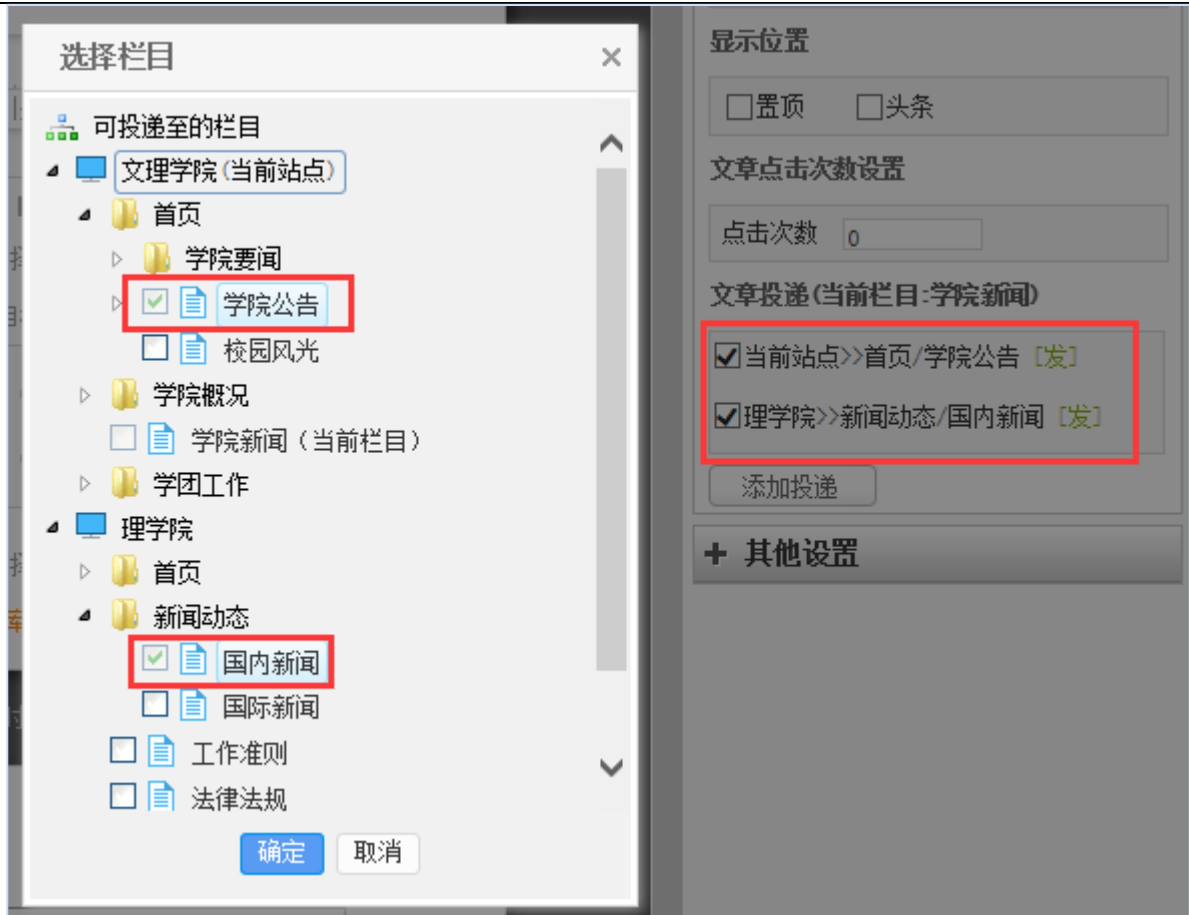 选择栏目
可投递至的栏目
文理学院(当前站点)
首页
学院要闻
学院公告
校园风光
学院概况
学院新闻（当前栏目）
学团工作
理学院
首页
新闻动态
国内新闻
国际新闻
工作准则
法律法规
确定
取消
显示位置
置顶
头条
文章点击次数设置
点击次数 0
文章投递(当前栏目:学院新闻)
当前站点>>首页/学院公告 [发]
理学院>>新闻动态/国内新闻 [发]
添加投递
+ 其他设置